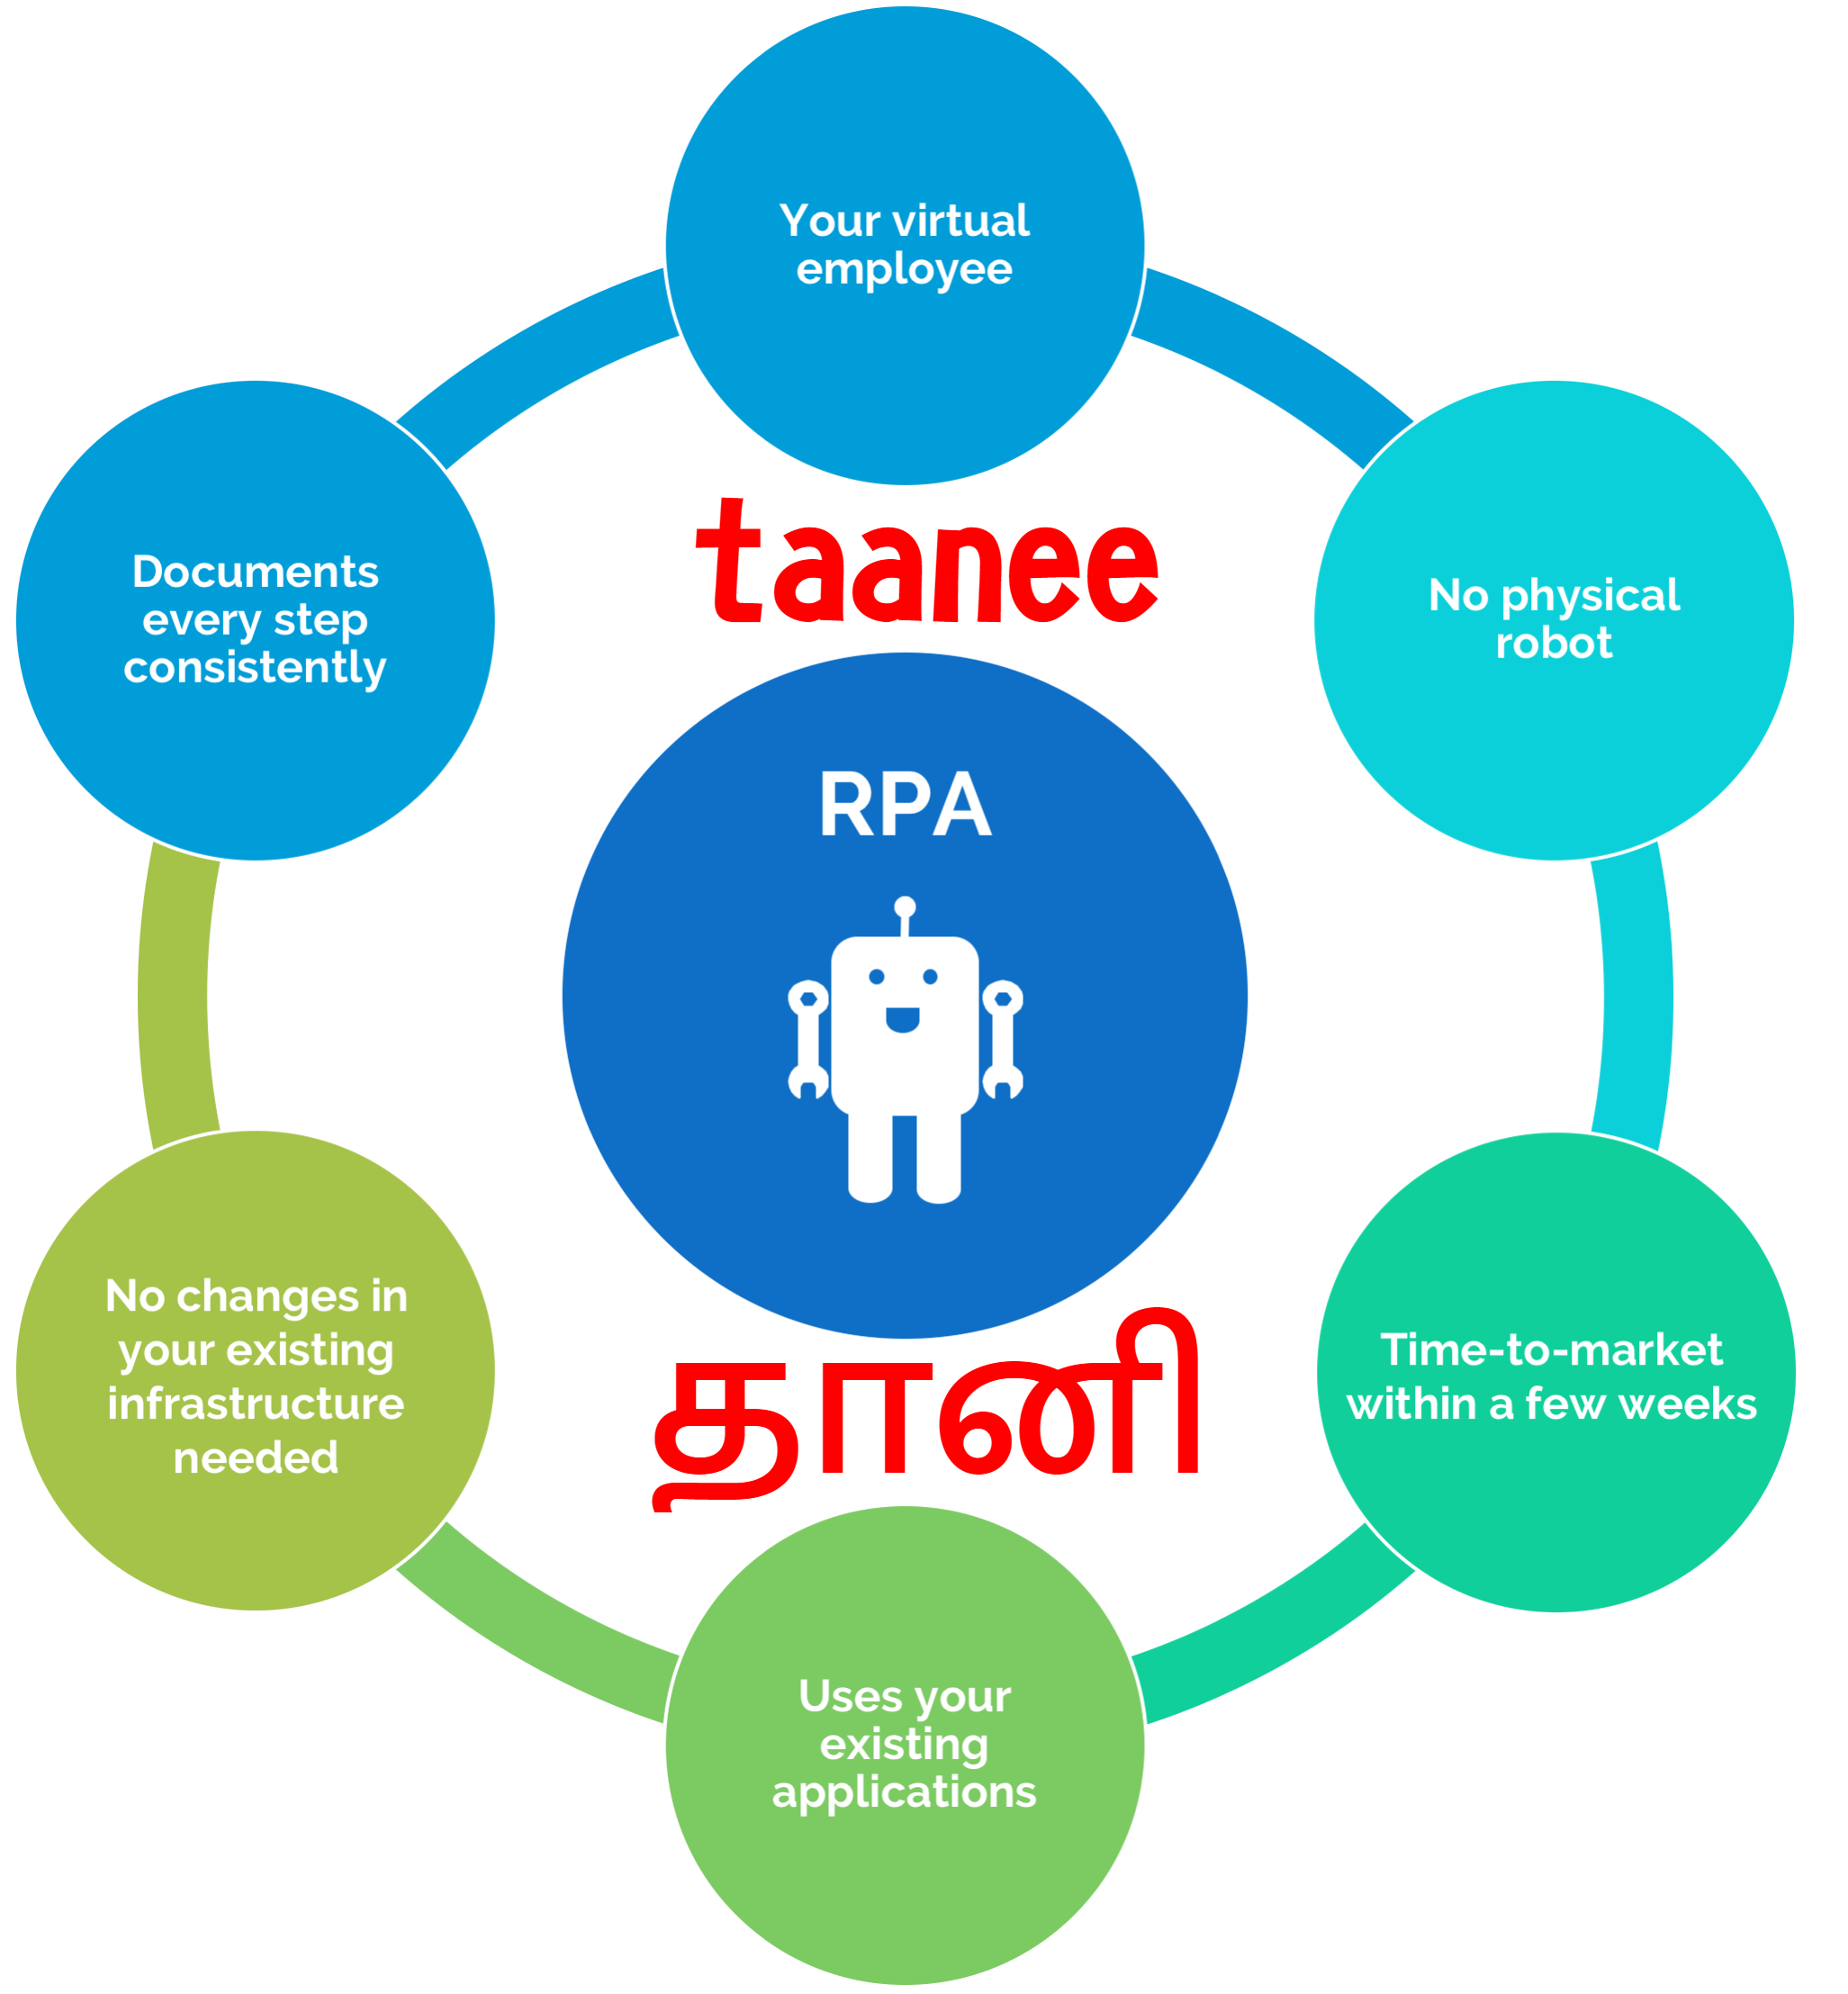 Your virtual
employee
taanee
Documents
every step
consistently
No physical
robot
RPA
No changes in
your existing
infrastructure
needed
Time-to-market
within a few weeks
தானி
Uses your
existing
applications